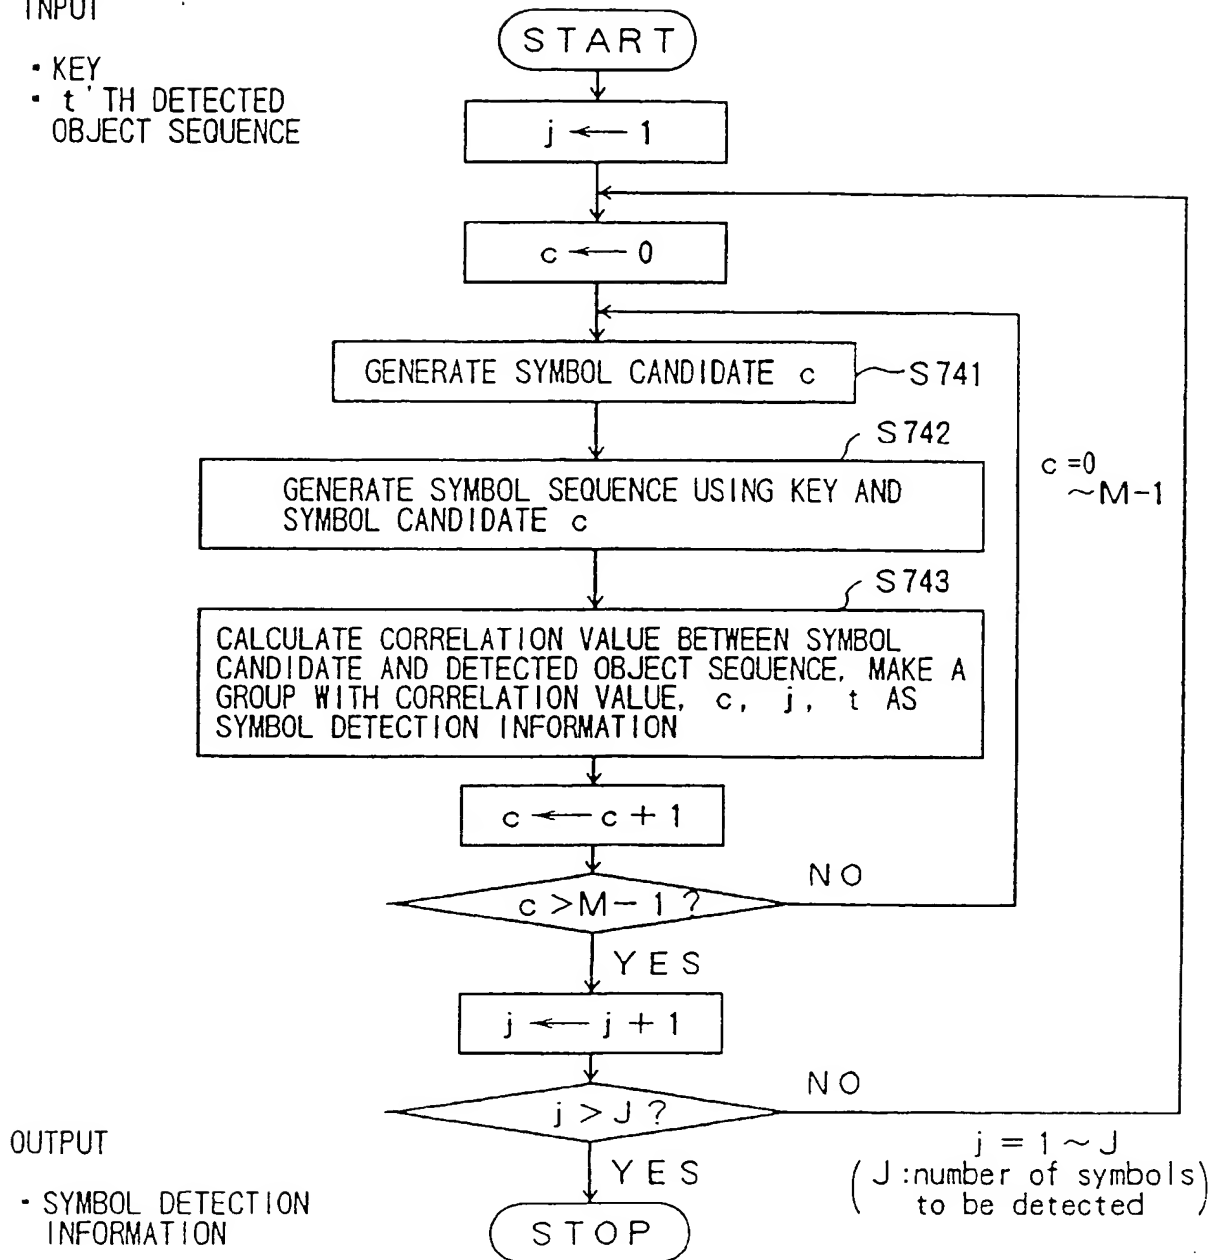 INPUT
・KEY
・t'TH DETECTED
OBJECT SEQUENCE
START
j ← 1
c ← 0
GENERATE SYMBOL CANDIDATE c
S741
S742
GENERATE SYMBOL SEQUENCE USING KEY AND
SYMBOL CANDIDATE c
c=0
~M-1
S743
CALCULATE CORRELATION VALUE BETWEEN SYMBOL
CANDIDATE AND DETECTED OBJECT SEQUENCE, MAKE A
GROUP WITH CORRELATION VALUE, c, j, t AS
SYMBOL DETECTION INFORMATION
c ← c + 1
c > M - 1 ?
NO
YES
j ← j + 1
j > J ?
NO
YES
j = 1 ~ J
(J:number of symbols
to be detected)
OUTPUT
・SYMBOL DETECTION
INFORMATION
STOP